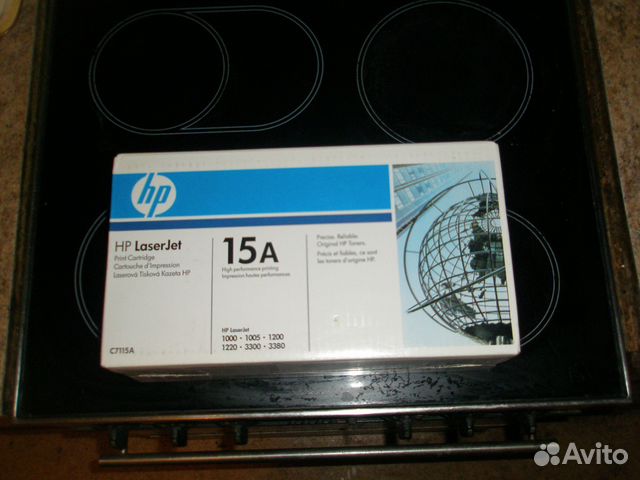 hp
HP LaserJet
Print Cartridge
Cartouche d'Impression
Laserová Tisková Kazeta HP
C7115A
15A
High performance printing
Impression hautes performances
HP LaserJet
1000 · 1005 · 1200
1220 · 3300 · 3380
Precise. Reliable.
Original HP Toners.
Précis et fiables, ce sont
les toners d'origine HP.
Avito